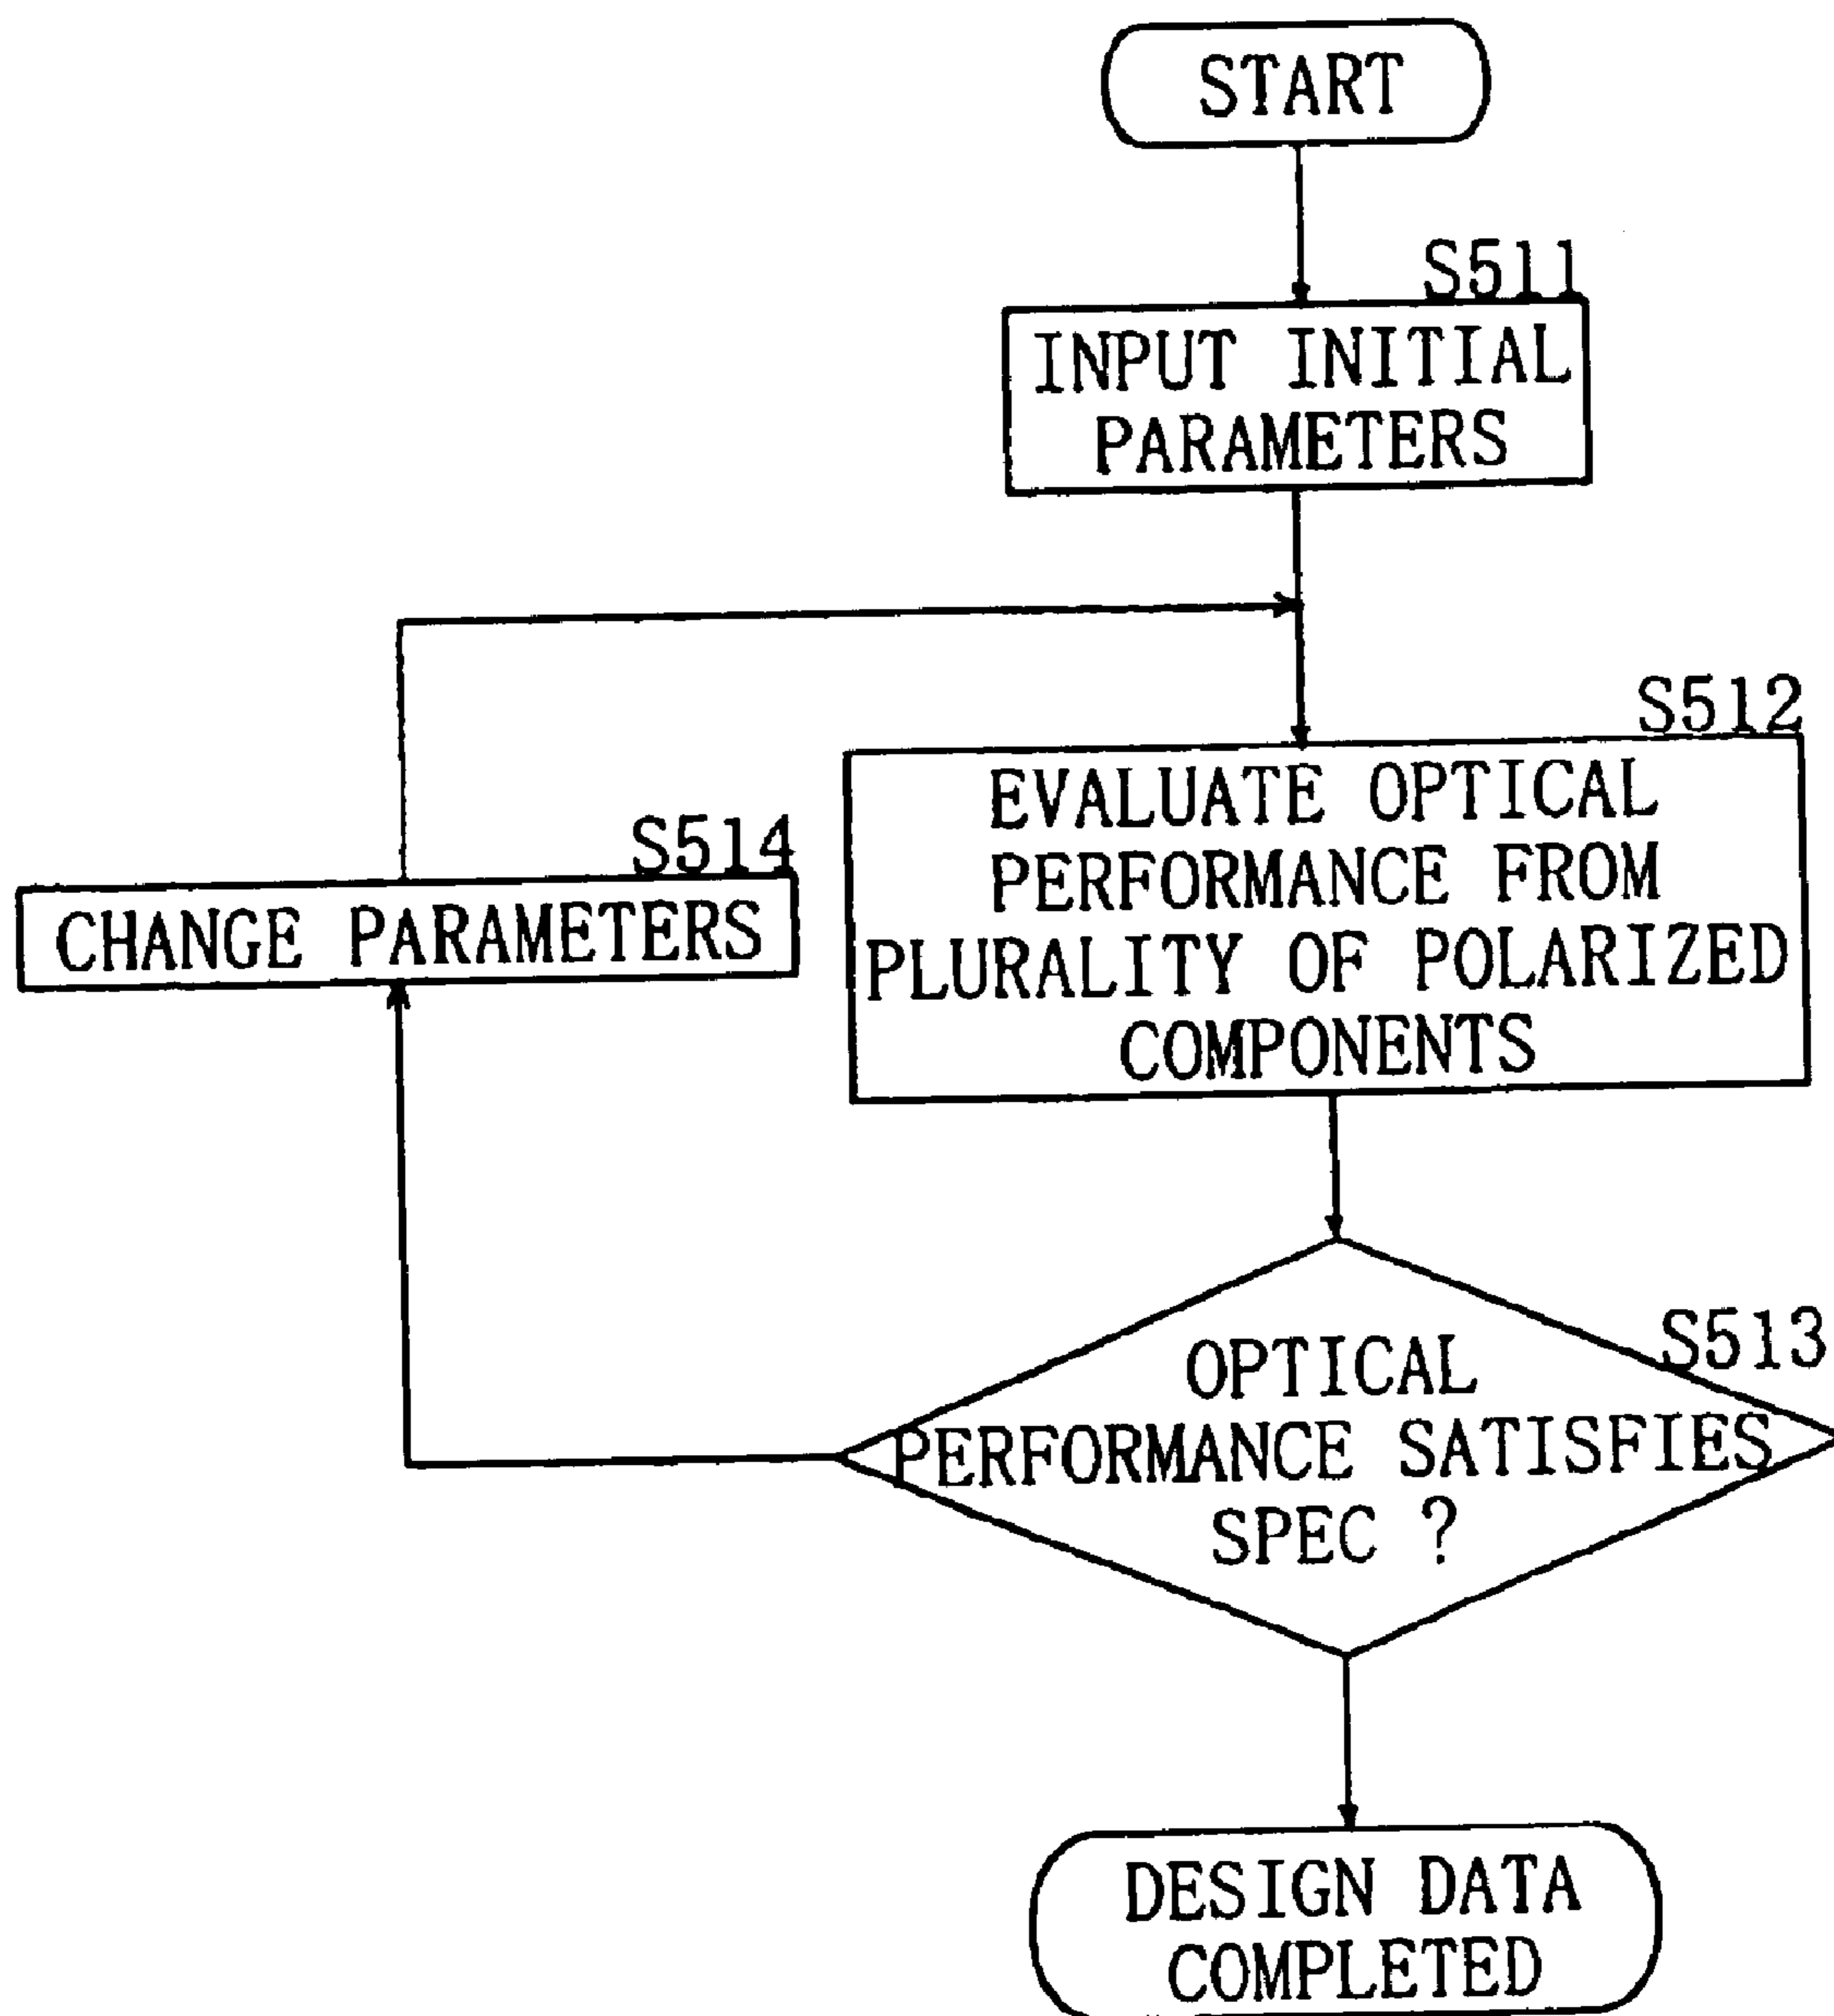 START
S511
INPUT INITIAL
PARAMETERS
S512
EVALUATE OPTICAL
PERFORMANCE FROM
PLURALITY OF POLARIZED
COMPONENTS
S514
CHANGE PARAMETERS
S513
OPTICAL
PERFORMANCE SATISFIES
SPEC ?
DESIGN DATA
COMPLETED